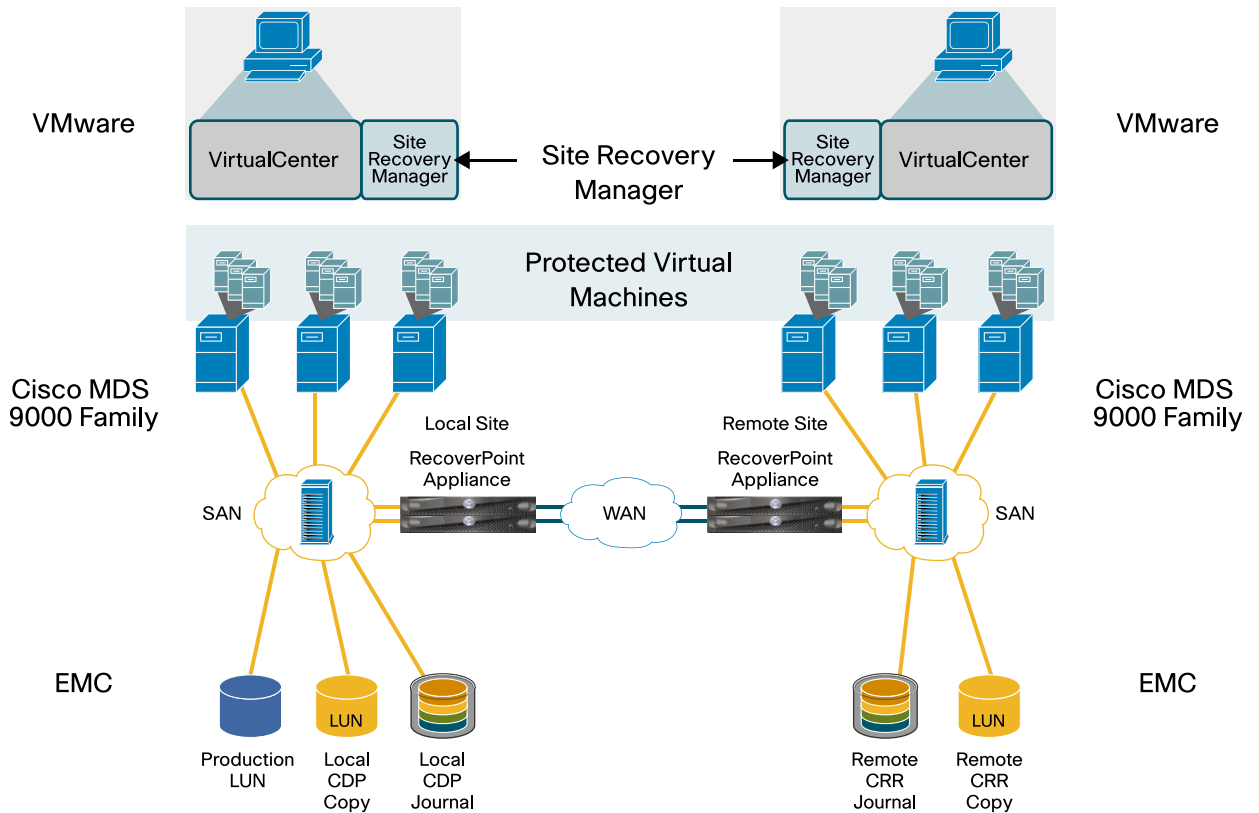 VMware
VirtualCenter
Site
Recovery
Manager
Site Recovery
Manager
Site
Recovery
Manager
VirtualCenter
VMware
Protected Virtual
Machines
Cisco MDS
9000 Family
Cisco MDS
9000 Family
Local Site
RecoverPoint
Appliance
Remote Site
RecoverPoint
Appliance
SAN
WAN
SAN
EMC
LUN
LUN
EMC
Production
LUN
Local
CDP
Copy
Local
CDP
Journal
Remote
CRR
Journal
Remote
CRR
Copy